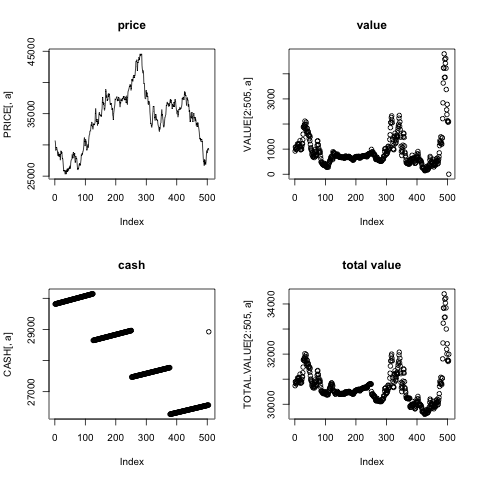 price
PRICE[, a]
25000
35000
45000
0
100
200
300
400
500
Index
value
VALUE[2:505, a]
0
1000
3000
0
100
200
300
400
500
Index
cash
CASH[, a]
27000
29000
0
100
200
300
400
500
Index
total value
TOTAL.VALUE[2:505, a]
30000
32000
34000
0
100
200
300
400
500
Index